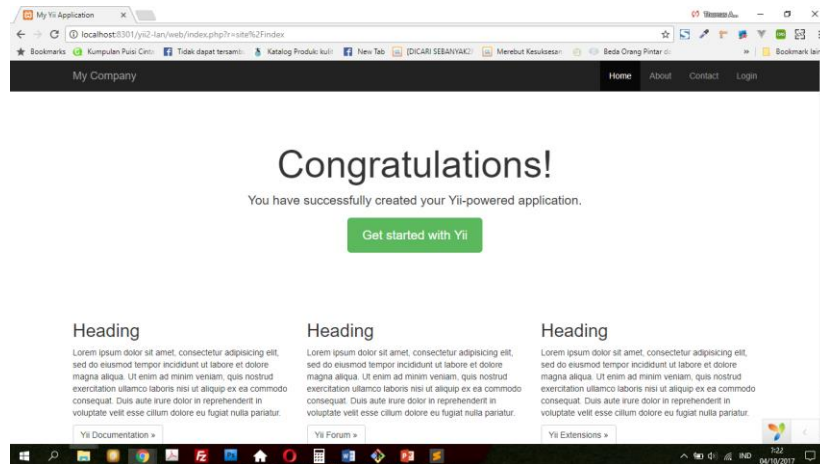 My Yii Application
localhost:8301/yii2-lan/web/index.php?r=site%2Findex
Bookmarks Kumpulan Puisi Cinta Tidak dapat tersamb Katalog Produk: kulit New Tab [DICARI SEBANYAK2 Merebut Kesuksesan Beda Orang Pintar da » Bookmark lain
My Company Home About Contact Login
Congratulations!
You have successfully created your Yii-powered application.
Get started with Yii
Heading
Lorem ipsum dolor sit amet, consectetur adipisicing elit,
sed do eiusmod tempor incididunt ut labore et dolore
magna aliqua. Ut enim ad minim veniam, quis nostrud
exercitation ullamco laboris nisi ut aliquip ex ea commodo
consequat. Duis aute irure dolor in reprehenderit in
voluptate velit esse cillum dolore eu fugiat nulla pariatur.
Yii Documentation »
Heading
Lorem ipsum dolor sit amet, consectetur adipisicing elit,
sed do eiusmod tempor incididunt ut labore et dolore
magna aliqua. Ut enim ad minim veniam, quis nostrud
exercitation ullamco laboris nisi ut aliquip ex ea commodo
consequat. Duis aute irure dolor in reprehenderit in
voluptate velit esse cillum dolore eu fugiat nulla pariatur.
Yii Forum »
Heading
Lorem ipsum dolor sit amet, consectetur adipisicing elit,
sed do eiusmod tempor incididunt ut labore et dolore
magna aliqua. Ut enim ad minim veniam, quis nostrud
exercitation ullamco laboris nisi ut aliquip ex ea commodo
consequat. Duis aute irure dolor in reprehenderit in
voluptate velit esse cillum dolore eu fugiat nulla pariatur.
Yii Extensions »
IND
7:22
04/10/2017